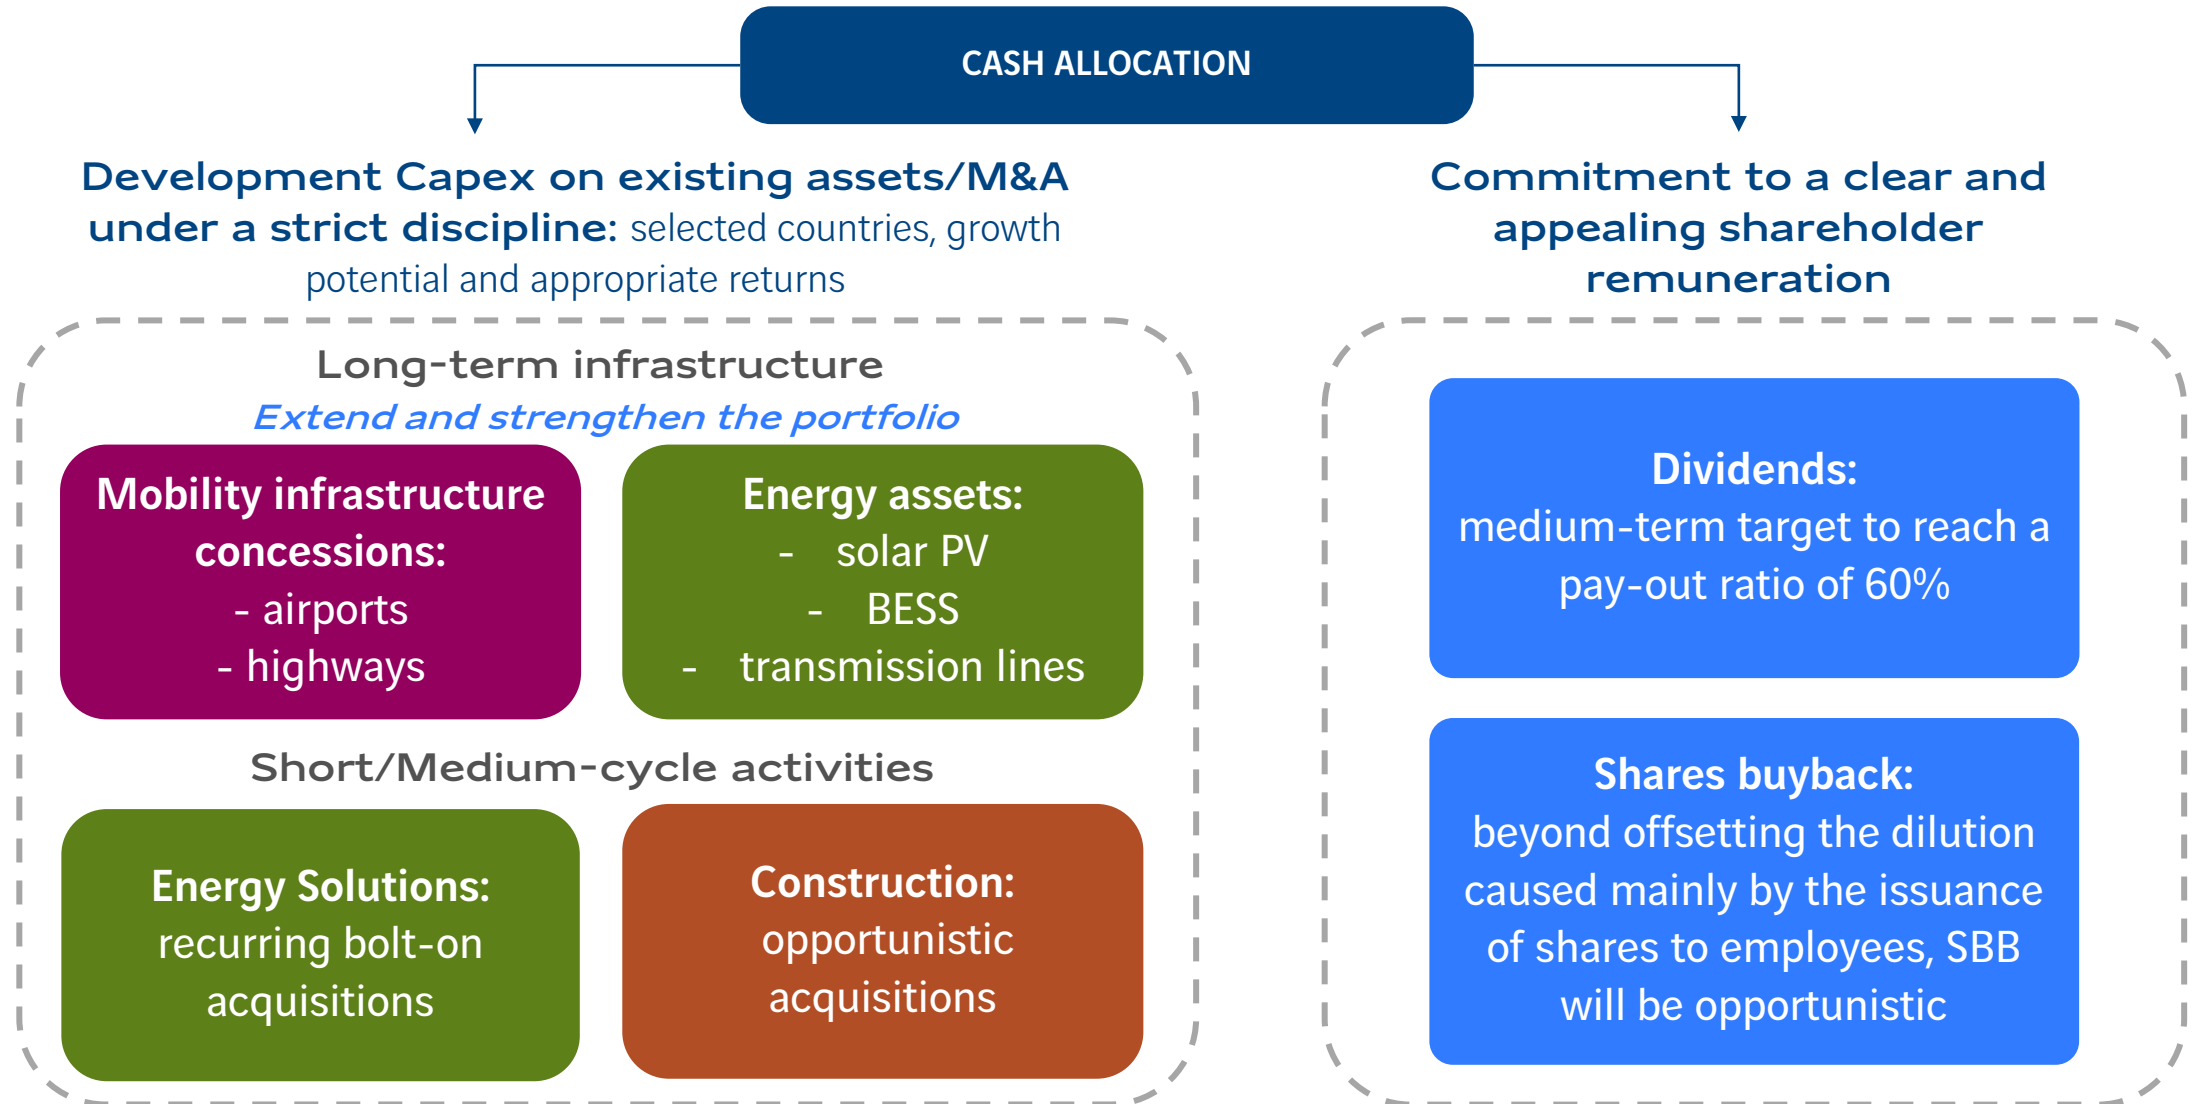 CASH ALLOCATION
Development Capex on existing assets/M&A
under a strict discipline: selected countries, growth
potential and appropriate returns
Long-term infrastructure
Extend and strengthen the portfolio
Mobility infrastructure
concessions:
- airports
- highways
Energy assets:
- solar PV
- BESS
- transmission lines
Short/Medium-cycle activities
Energy Solutions:
recurring bolt-on
acquisitions
Construction:
opportunistic
acquisitions
Commitment to a clear and
appealing shareholder
remuneration
Dividends:
medium-term target to reach a
pay-out ratio of 60%
Shares buyback:
beyond offsetting the dilution
caused mainly by the issuance
of shares to employees, SBB
will be opportunistic